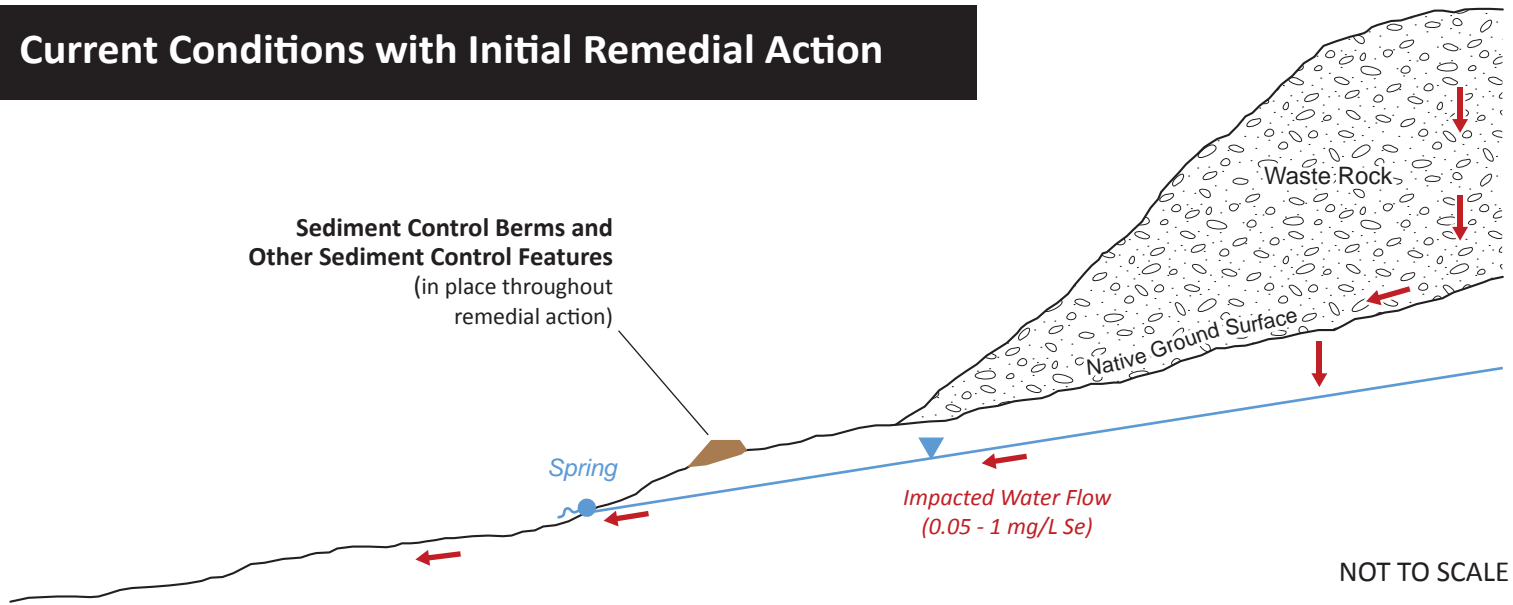 Current Conditions with Initial Remedial Action
Waste Rock
Sediment Control Berms and
Other Sediment Control Features
(in place throughout
remedial action)
Native Ground Surface
Spring
Impacted Water Flow
(0.05 - 1 mg/L Se)
NOT TO SCALE